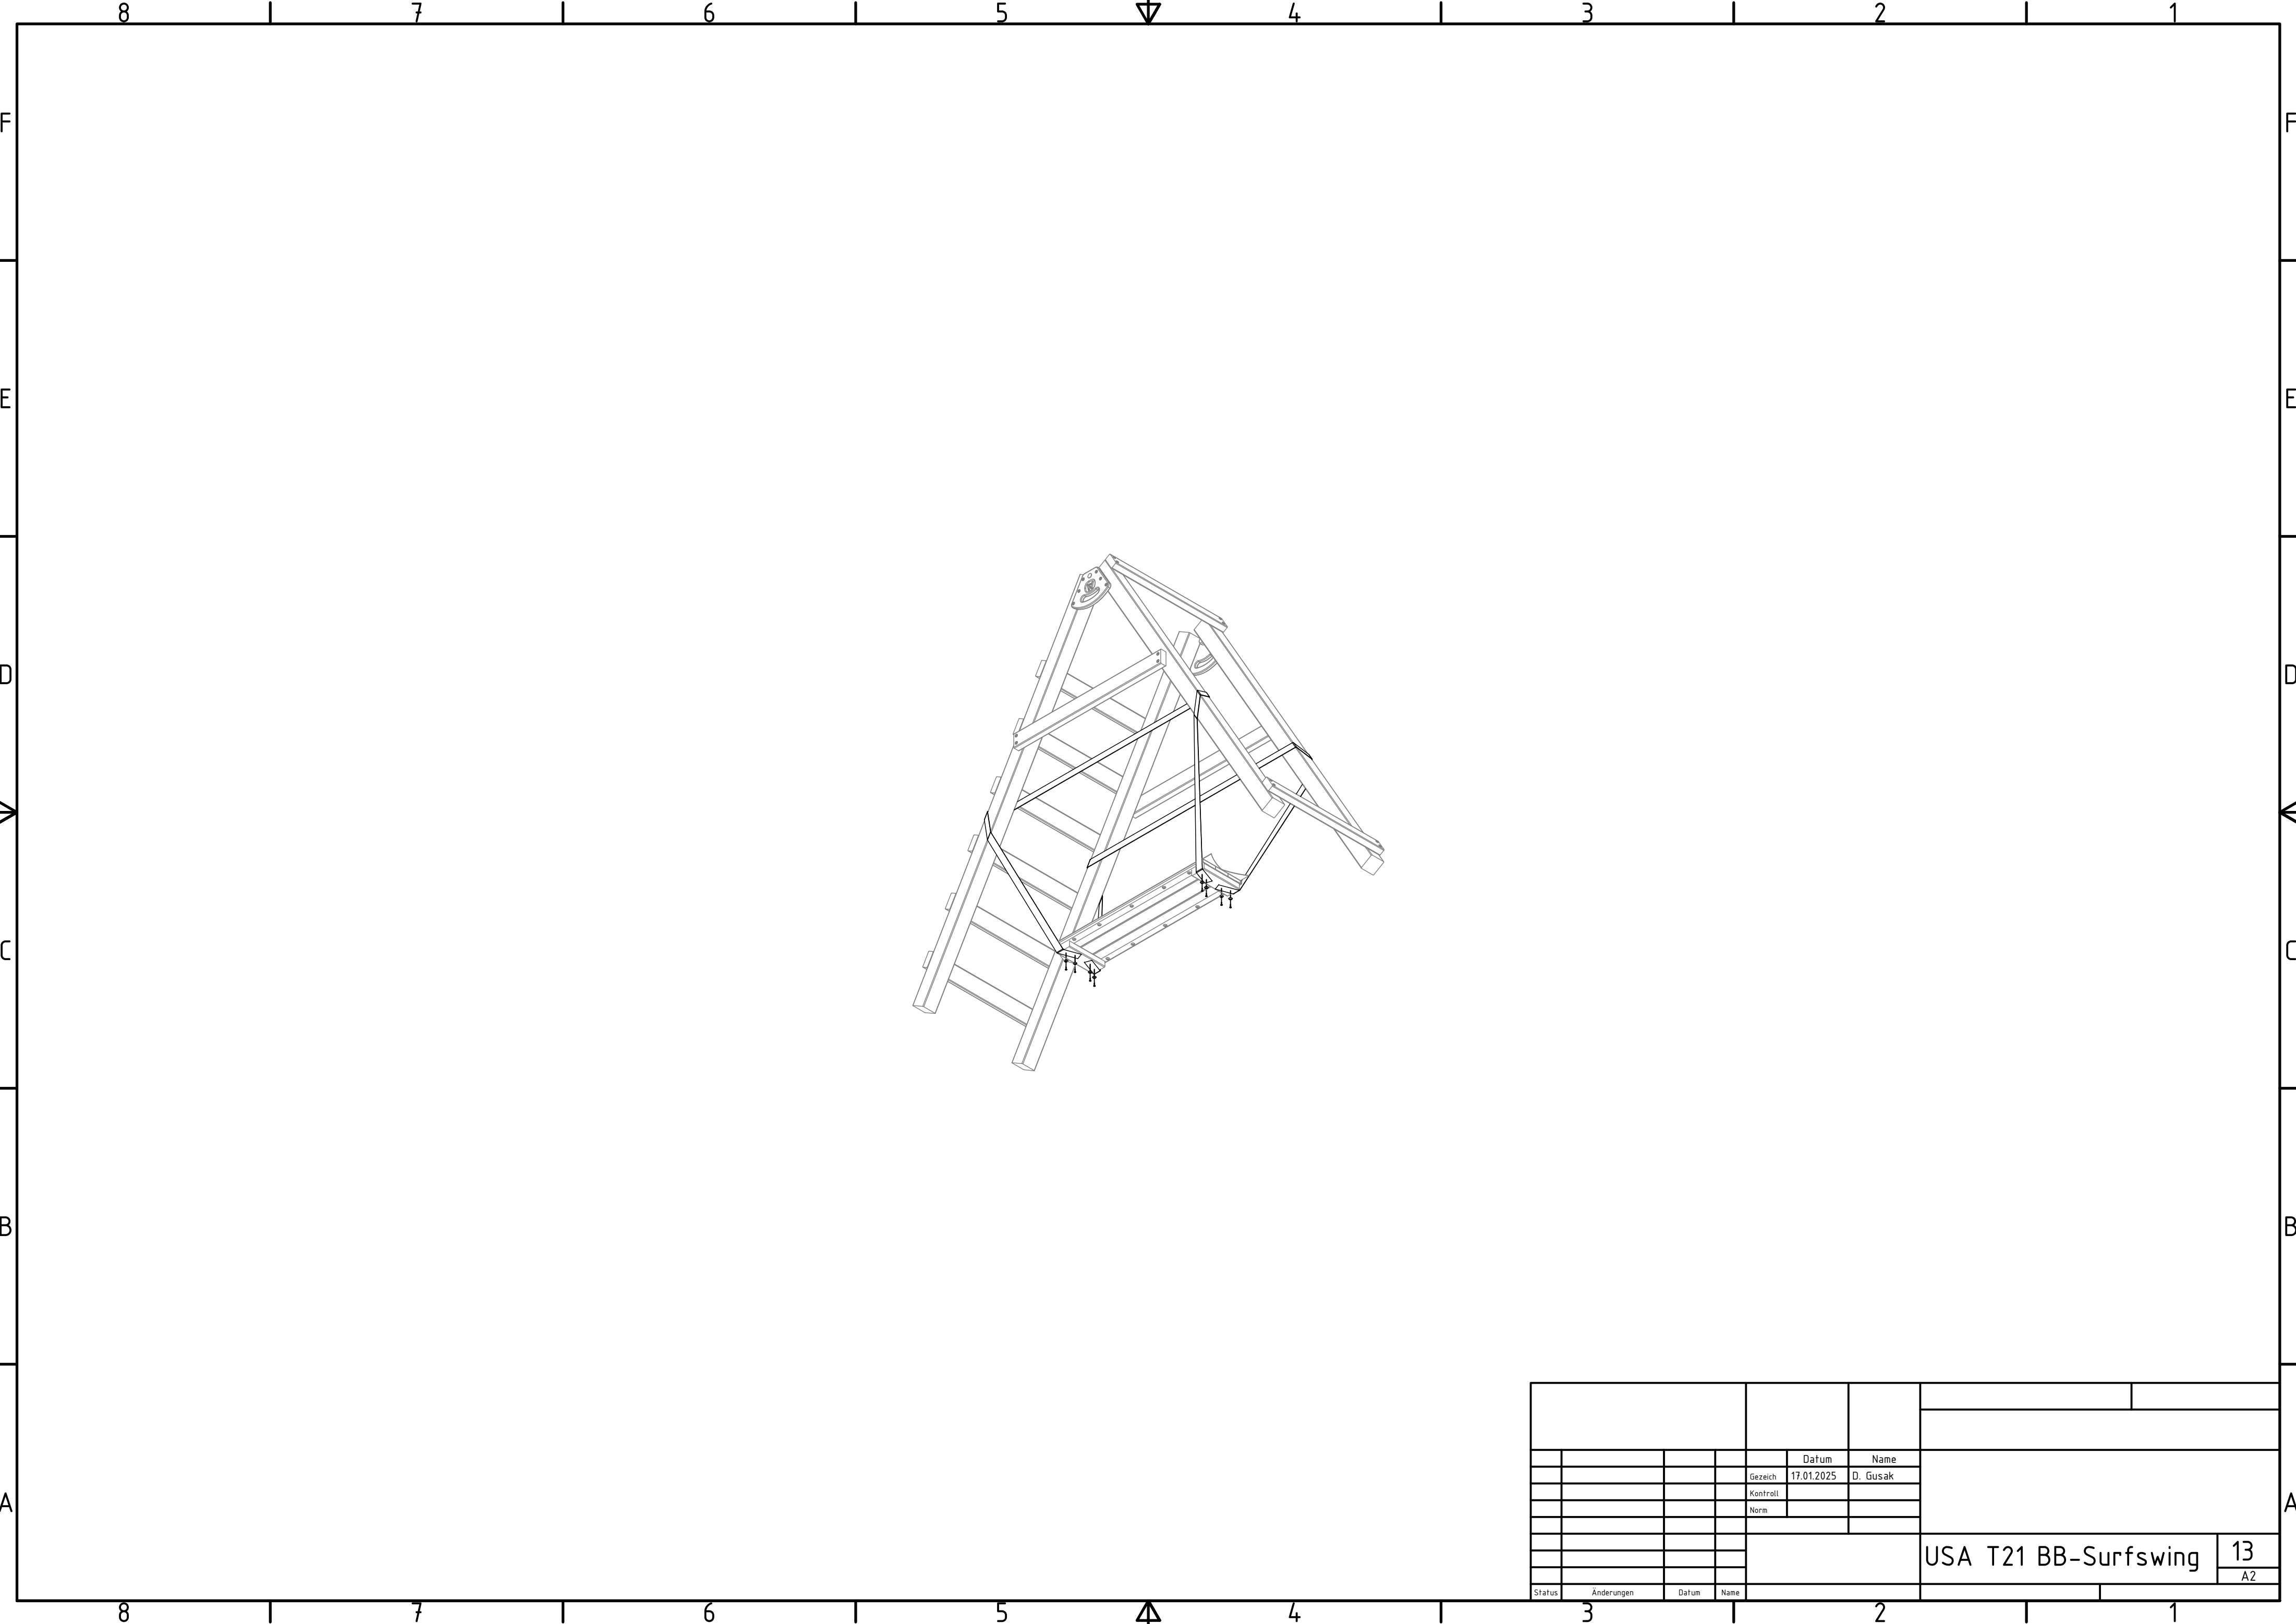 8 7 6 5 4 3 2 1
F F
E E
D D
C C
B B
A A
Datum Name
Gezeich 17.01.2025 D. Gusak
Kontroll
Norm
USA T21 BB-Surfswing 13
A2
Status Änderungen Datum Name
8 7 6 5 4 3 2 1